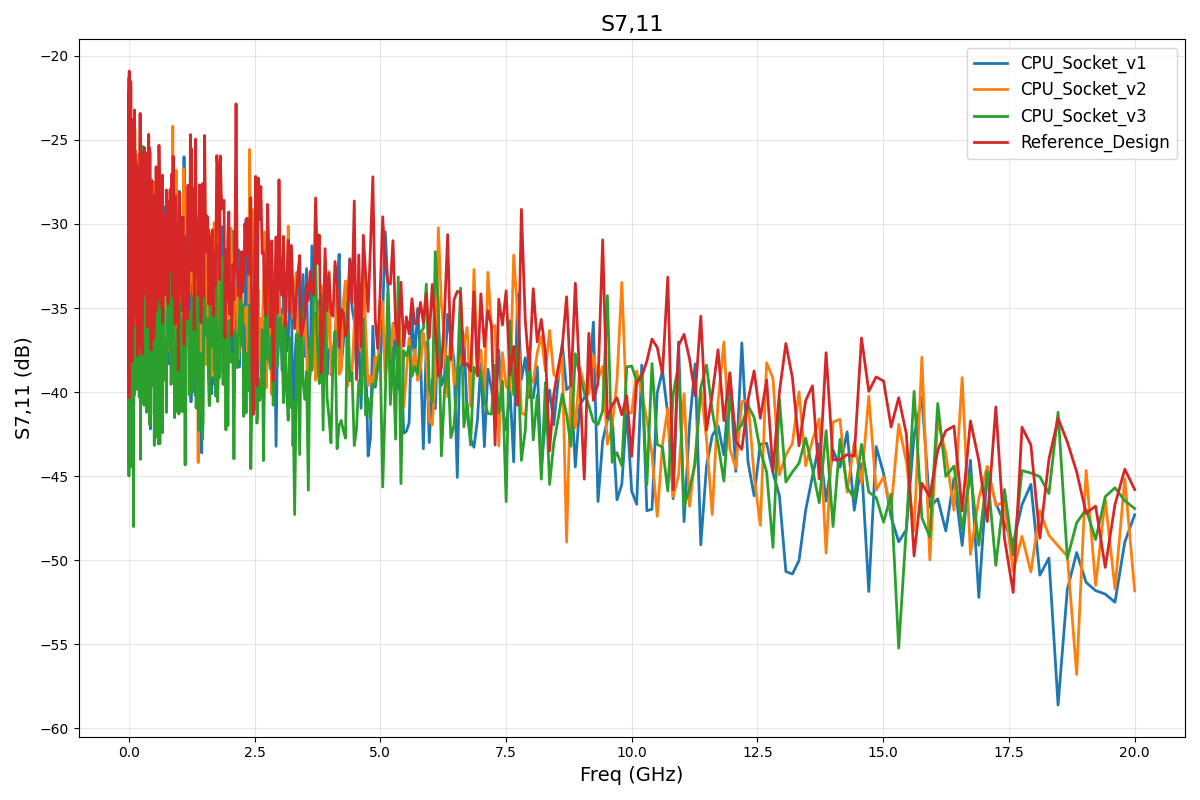 S7,11
−20
−25
−30
−35
−40
−45
−50
−55
−60
S7,11 (dB)
0.0
2.5
5.0
7.5
10.0
12.5
15.0
17.5
20.0
Freq (GHz)
CPU_Socket_v1
CPU_Socket_v2
CPU_Socket_v3
Reference_Design